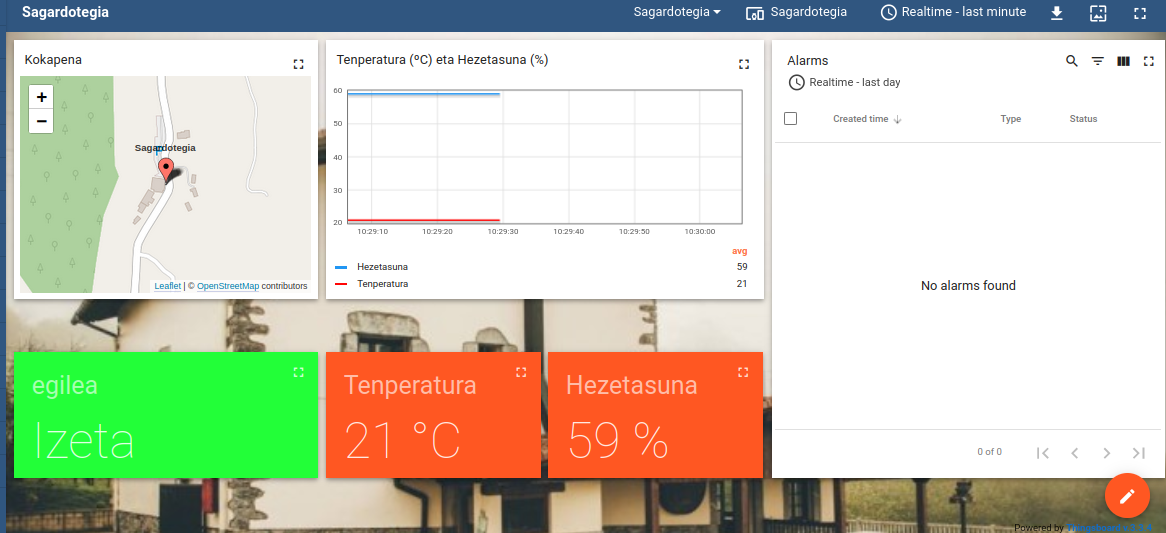 Sagardotegia
Sagardotegia
Sagardotegia
Realtime - last minute
Kokapena
+
−
Sagardotegia
Leaflet | © OpenStreetMap contributors
Tenperatura (ºC) eta Hezetasuna (%)
60
50
40
30
20
10:29:10 10:29:20 10:29:30 10:29:40 10:29:50 10:30:00
avg
Hezetasuna 59
Tenperatura 21
Alarms
Realtime - last day
Created time Type Status
No alarms found
0 of 0
egilea
Izeta
Tenperatura
21 °C
Hezetasuna
59 %
Powered by